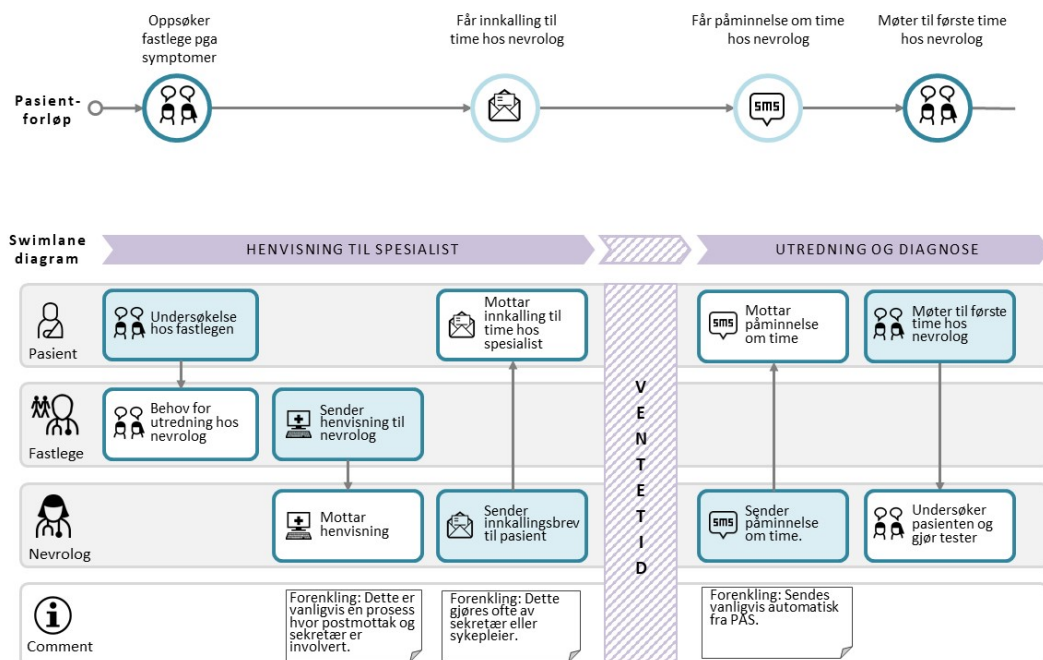 Oppsøker
fastlege pga
symptomer
Får innkalling til
time hos nevrolog
Får påminnelse om time
hos nevrolog
Møter til første time
hos nevrolog
Pasient-
forløp
sms
Swimlane
diagram
HENVISNING TIL SPESIALIST
UTREDNING OG DIAGNOSE
Pasient
Undersøkelse
hos fastlegen
Mottar
innkalling til
time hos
spesialist
sms
Mottar
påminnelse
om time
Møter til første
time hos
nevrolog
VENTETID
Fastlege
Behov for
utredning hos
nevrolog
Sender
henvisning til
nevrolog
Nevrolog
Mottar
henvisning
Sender
innkallingsbrev
til pasient
sms
Sender
påminnelse
om time.
Undersøker
pasienten og
gjør tester
Comment
Forenkling: Dette er
vanligvis en prosess
hvor postmottak og
sekretær er
involvert.
Forenkling: Dette
gjøres ofte av
sekretær eller
sykepleier.
Forenkling: Sendes
vanligvis automatisk
fra PAS.